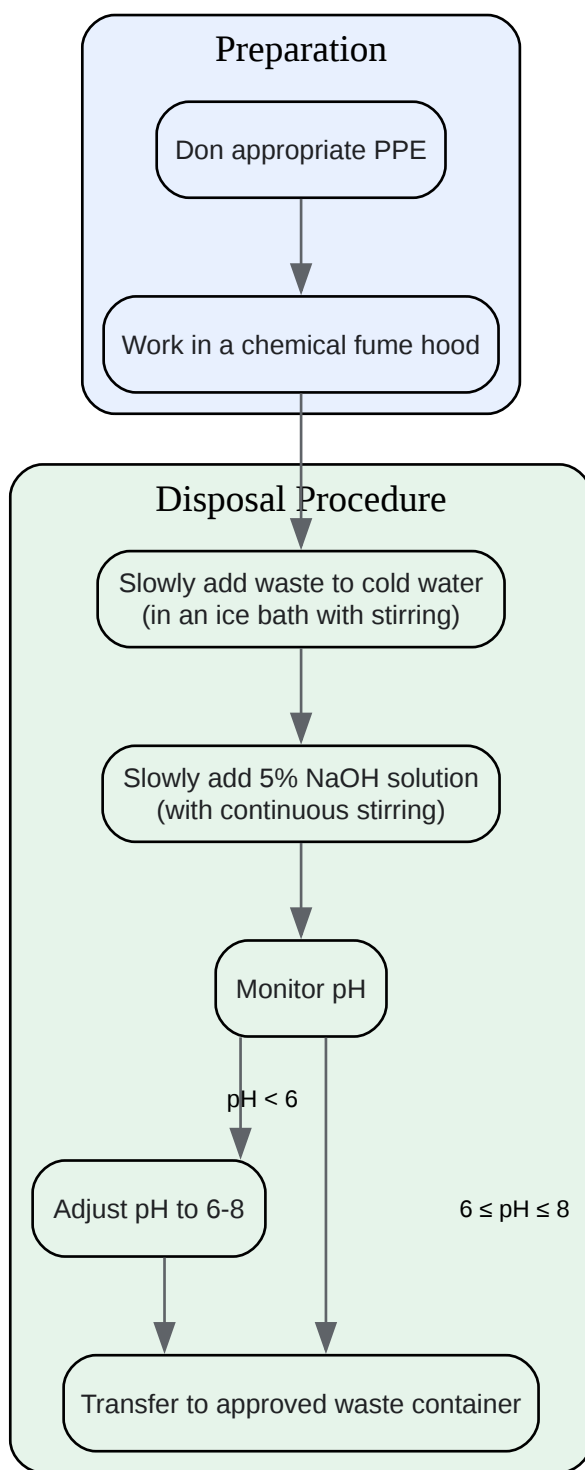 Preparation
Don appropriate PPE
Work in a chemical fume hood
Disposal Procedure
Slowly add waste to cold water
(in an ice bath with stirring)
Slowly add 5% NaOH solution
(with continuous stirring)
Monitor pH
pH < 6
Adjust pH to 6-8
6 ≤ pH ≤ 8
Transfer to approved waste container